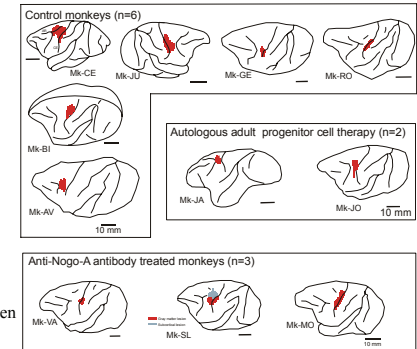 Control monkeys (n=6)
Mk-CE
Mk-JU
Mk-GE
Mk-RO
Mk-BI
Autologous adult progenitor cell therapy (n=2)
Mk-JA
Mk-JO
10 mm
Mk-AV
10 mm
Anti-Nogo-A antibody treated monkeys (n=3)
en
Mk-VA
Grey matter lesion
Subcortical lesion
Mk-SL
Mk-MO
10 mm